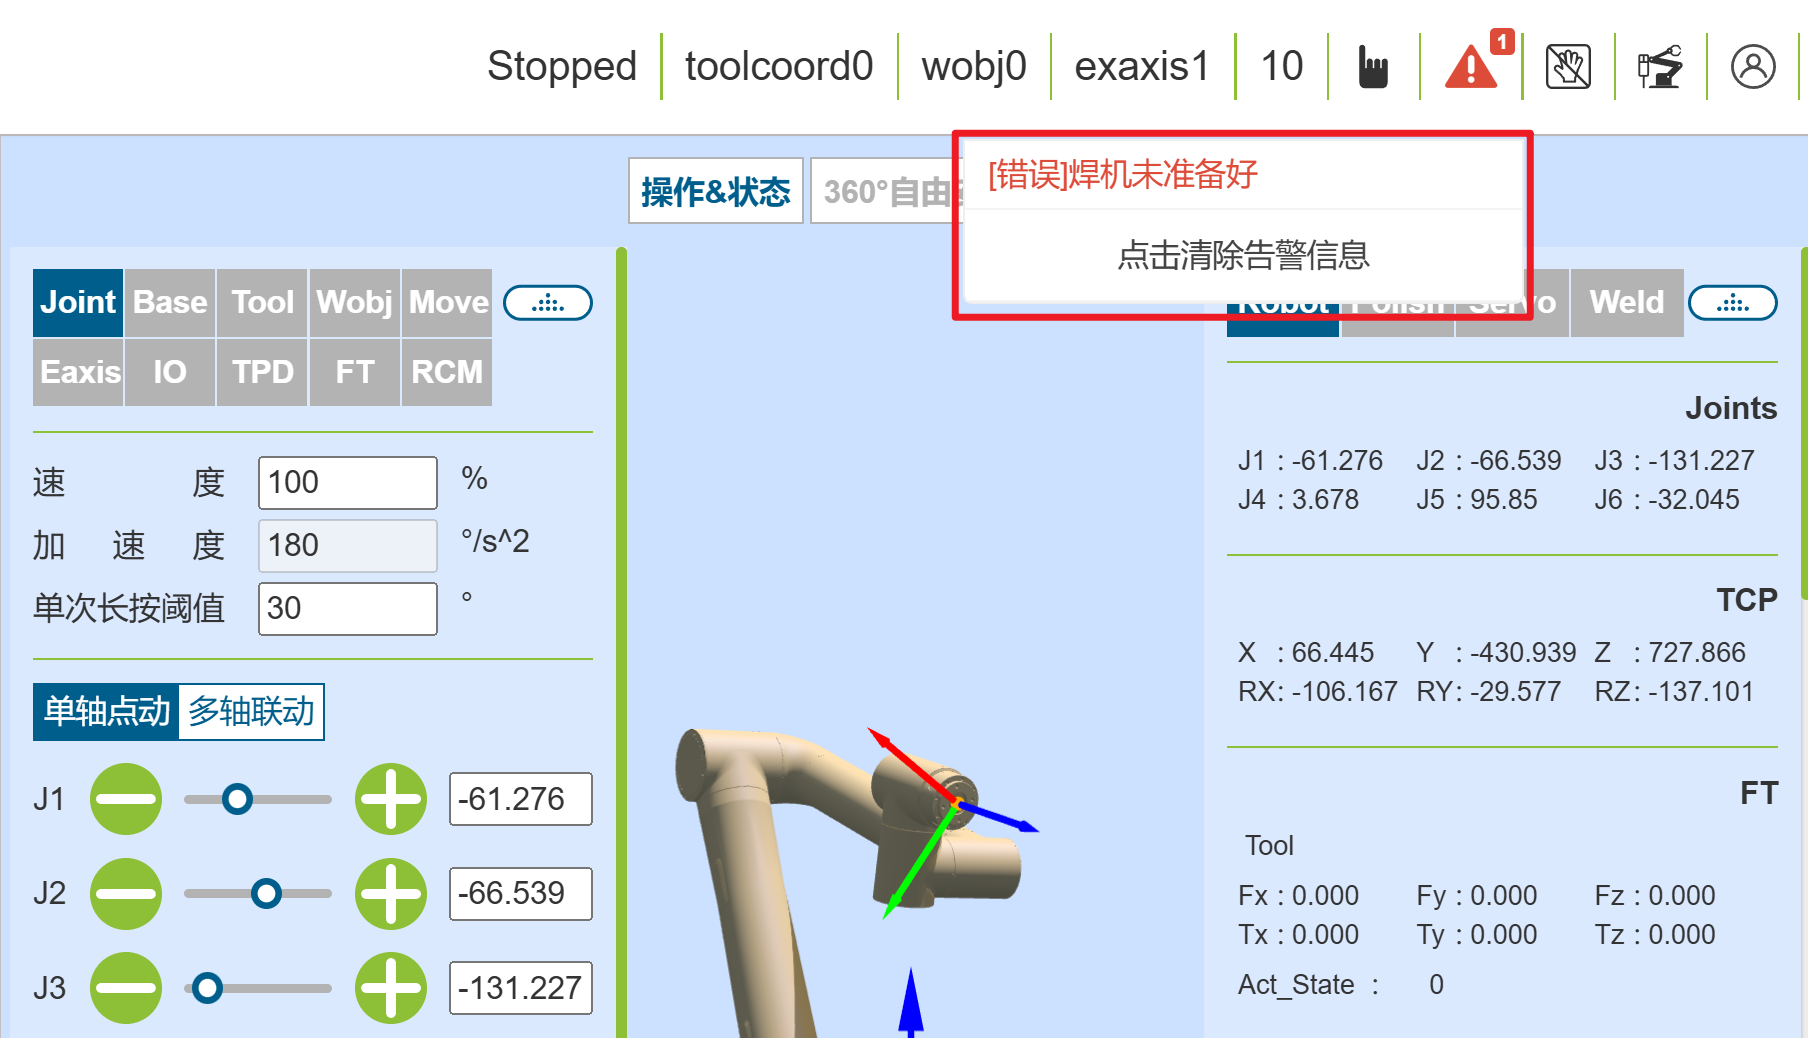 Stopped toolcoord0 wobj0 exaxis1 10 1
操作&状态 360°自由
[错误]焊机未准备好
点击清除告警信息
Joint Base Tool Wobj Move
Eaxis IO TPD FT RCM
Robot Polish Servo Weld
速度 100 %
加速度 180 °/s^2
单次长按阈值 30 °
单轴点动 多轴联动
J1 -61.276
J2 -66.539
J3 -131.227
Joints
J1 : -61.276 J2 : -66.539 J3 : -131.227
J4 : 3.678 J5 : 95.85 J6 : -32.045
TCP
X : 66.445 Y : -430.939 Z : 727.866
RX: -106.167 RY: -29.577 RZ: -137.101
FT
Tool
Fx : 0.000 Fy : 0.000 Fz : 0.000
Tx : 0.000 Ty : 0.000 Tz : 0.000
Act_State : 0